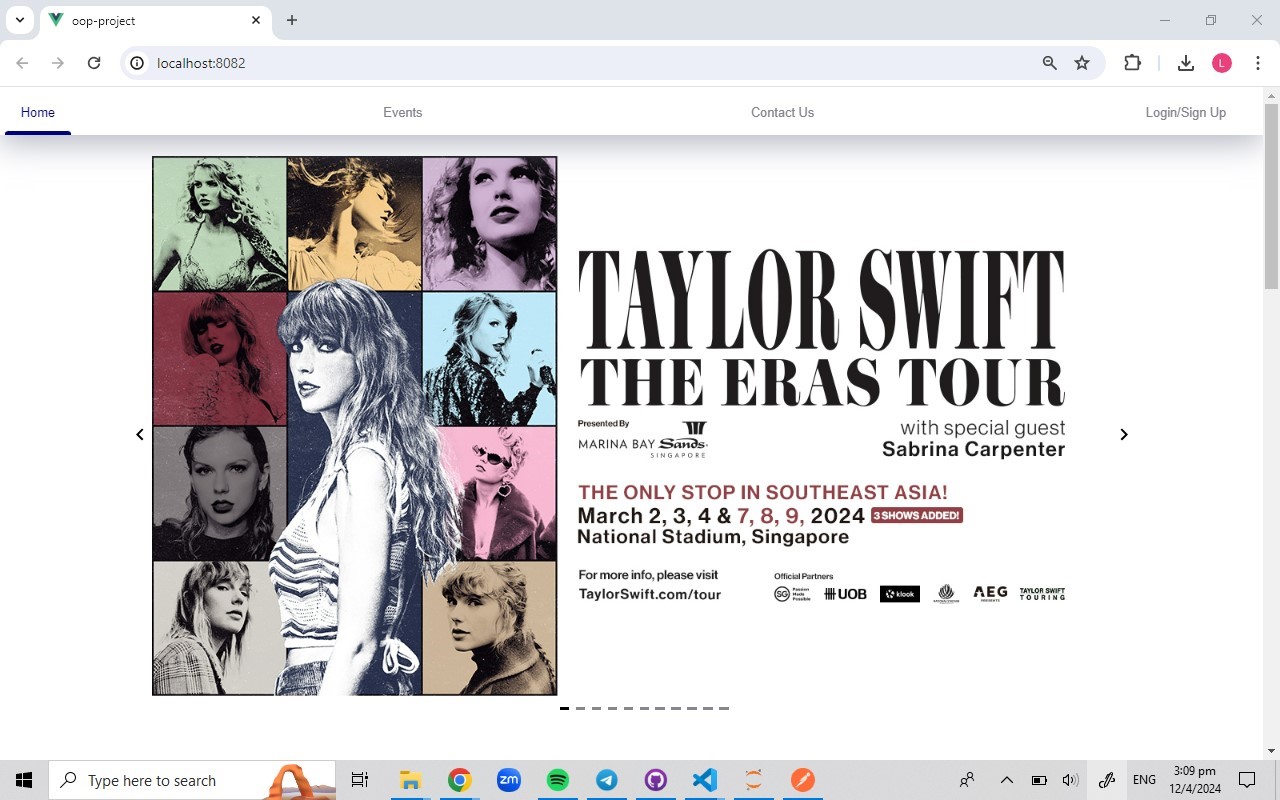 oop-project
localhost:8082
L
Home
Events
Contact Us
Login/Sign Up
TAYLOR SWIFT
THE ERAS TOUR
Presented By
MARINA BAY Sands
SINGAPORE
with special guest
Sabrina Carpenter
THE ONLY STOP IN SOUTHEAST ASIA!
March 2, 3, 4 & 7, 8, 9, 2024 3 SHOWS ADDED!
National Stadium, Singapore
For more info, please visit
TaylorSwift.com/tour
Official Partners
SG Passion Made Possible
UOB
klook
AEG
PRESENTS
TAYLOR SWIFT
TOURING
Type here to search
zm
ENG
3:09 pm
12/4/2024